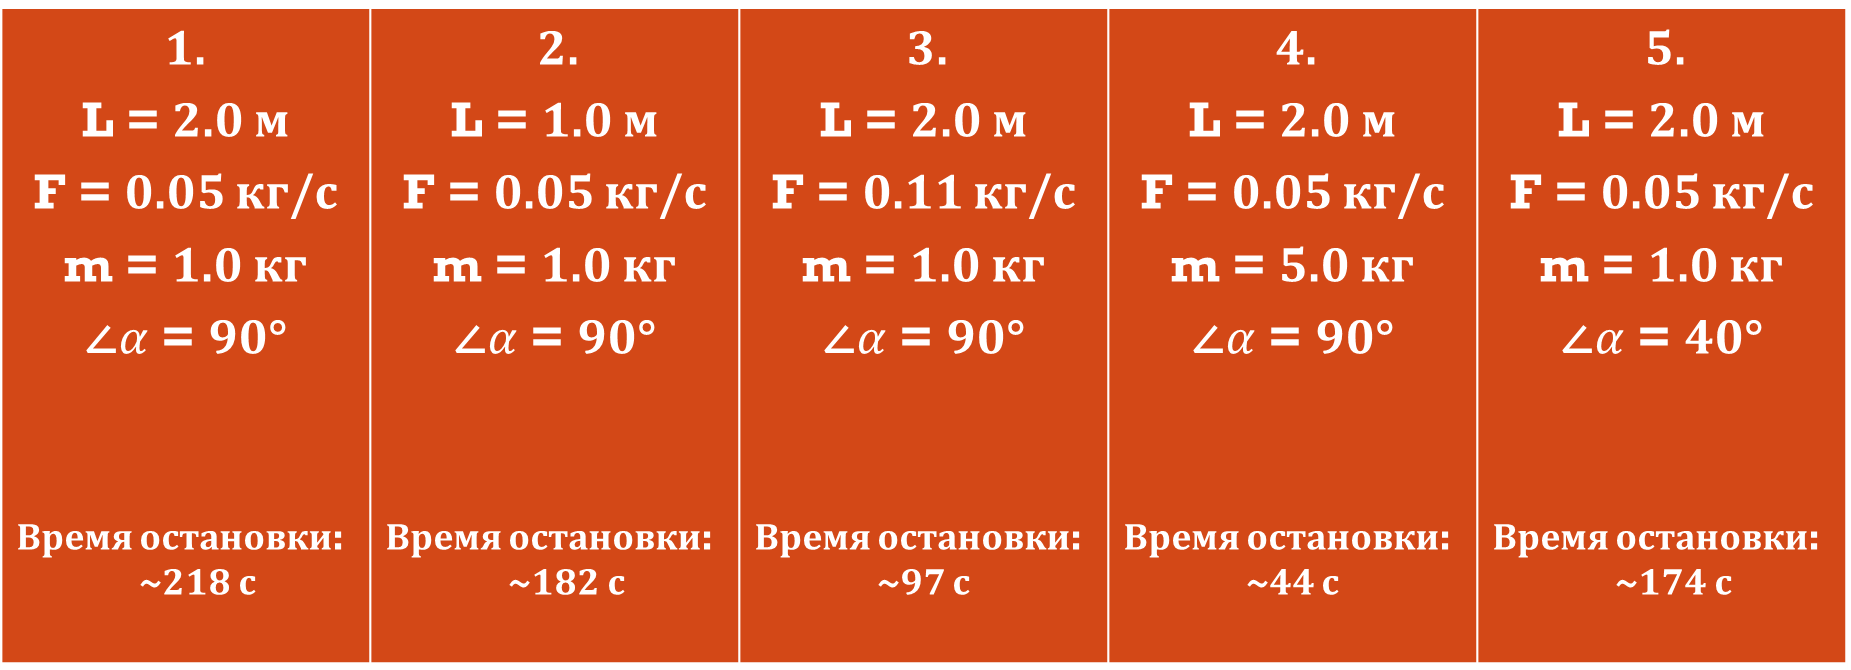 1.
L = 2.0 м
F = 0.05 кг/с
m = 1.0 кг
∠α = 90°
Время остановки:
~218 с
2.
L = 1.0 м
F = 0.05 кг/с
m = 1.0 кг
∠α = 90°
Время остановки:
~182 с
3.
L = 2.0 м
F = 0.11 кг/с
m = 1.0 кг
∠α = 90°
Время остановки:
~97 с
4.
L = 2.0 м
F = 0.05 кг/с
m = 5.0 кг
∠α = 90°
Время остановки:
~44 с
5.
L = 2.0 м
F = 0.05 кг/с
m = 1.0 кг
∠α = 40°
Время остановки:
~174 с